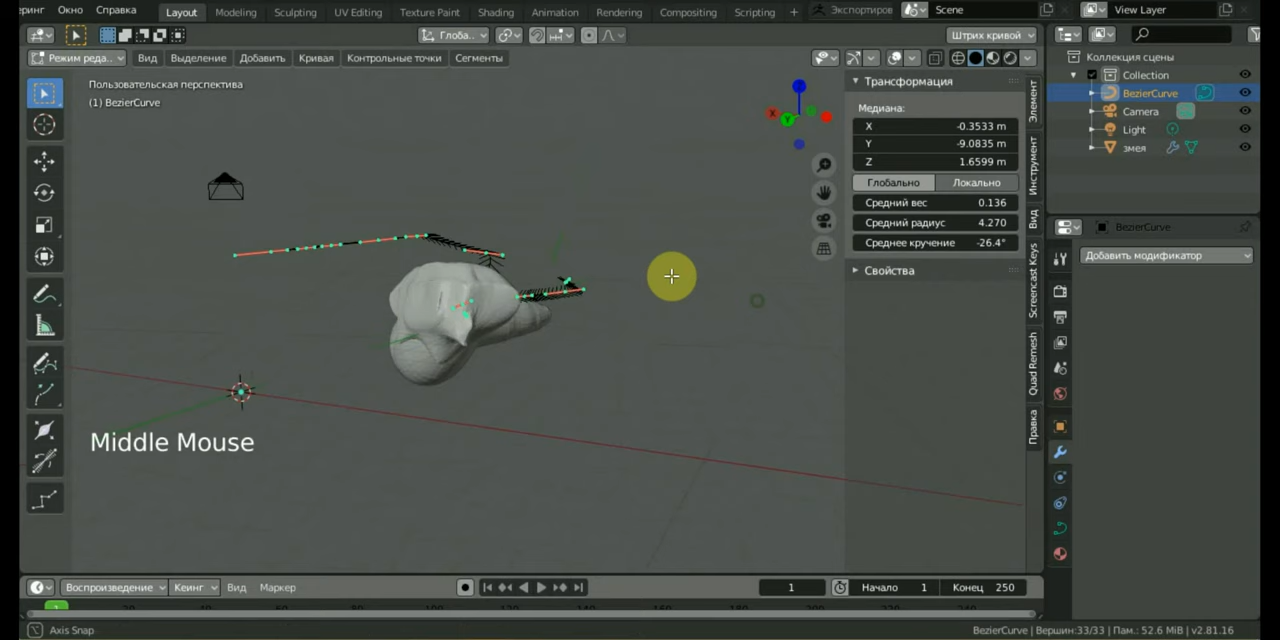 ринг Окно Справка Layout Modeling Sculpting UV Editing Texture Paint Shading Animation Rendering Compositing Scripting + Экспортиров Scene View Layer
Глоба.. Штрих кривой
Режим реда.. Вид Выделение Добавить Кривая Контрольные точки Сегменты
Пользовательская перспектива
(1) BezierCurve
Трансформация
Медиана:
X -0.3533 m
Y -9.0835 m
Z 1.6599 m
Глобально Локально
Средний вес 0.136
Средний радиус 4.270
Среднее кручение -26.4°
Свойства
Элемент
Инструмент
Вид
Screencast Keys
Quad Remesh
Правка
Коллекция сцены
Collection
BezierCurve
Camera
Light
змея
BezierCurve
Добавить модификатор
X
Y
Middle Mouse
Воспроизведение Кеинг Вид Маркер 1 Начало 1 Конец 250
Axis Snap BezierCurve | Вершин:33/33 | Пам.: 52.6 MiB | v2.81.16